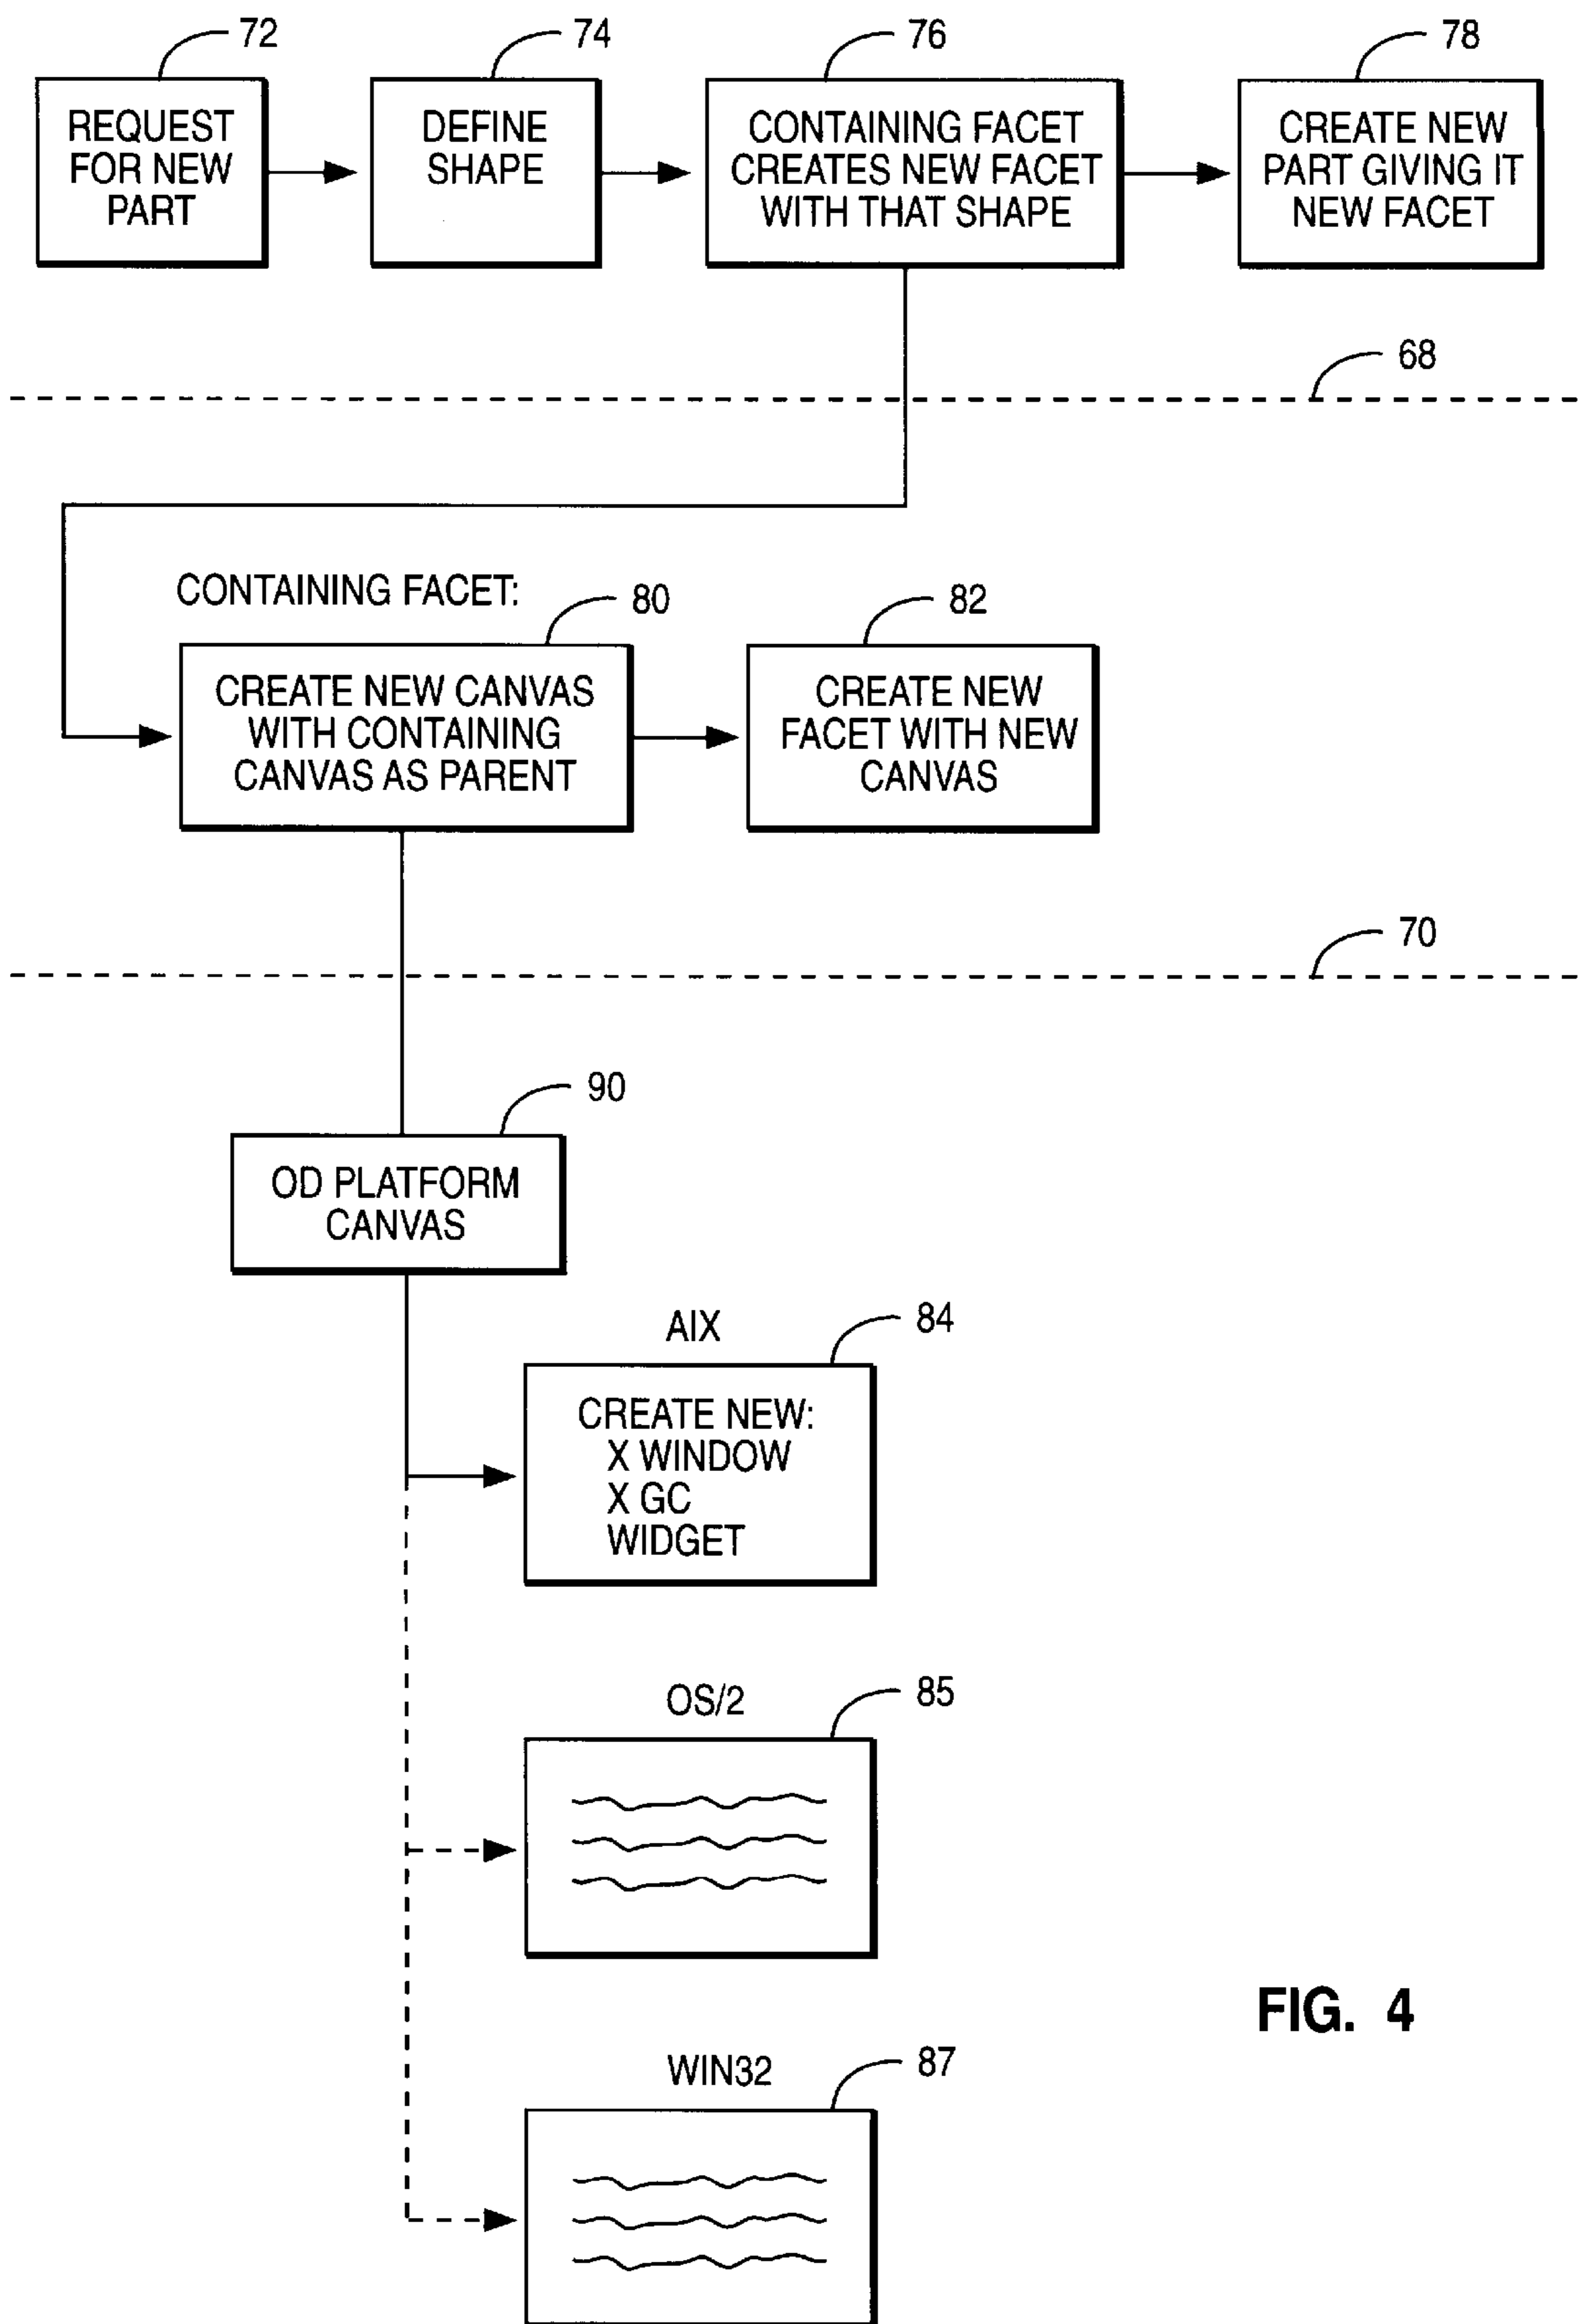 72
REQUEST
FOR NEW
PART
74
DEFINE
SHAPE
76
CONTAINING FACET
CREATES NEW FACET
WITH THAT SHAPE
78
CREATE NEW
PART GIVING IT
NEW FACET
68
CONTAINING FACET:
80
CREATE NEW CANVAS
WITH CONTAINING
CANVAS AS PARENT
82
CREATE NEW
FACET WITH NEW
CANVAS
70
90
OD PLATFORM
CANVAS
AIX
84
CREATE NEW:
X WINDOW
X GC
WIDGET
OS/2
85
WIN32
87
FIG. 4